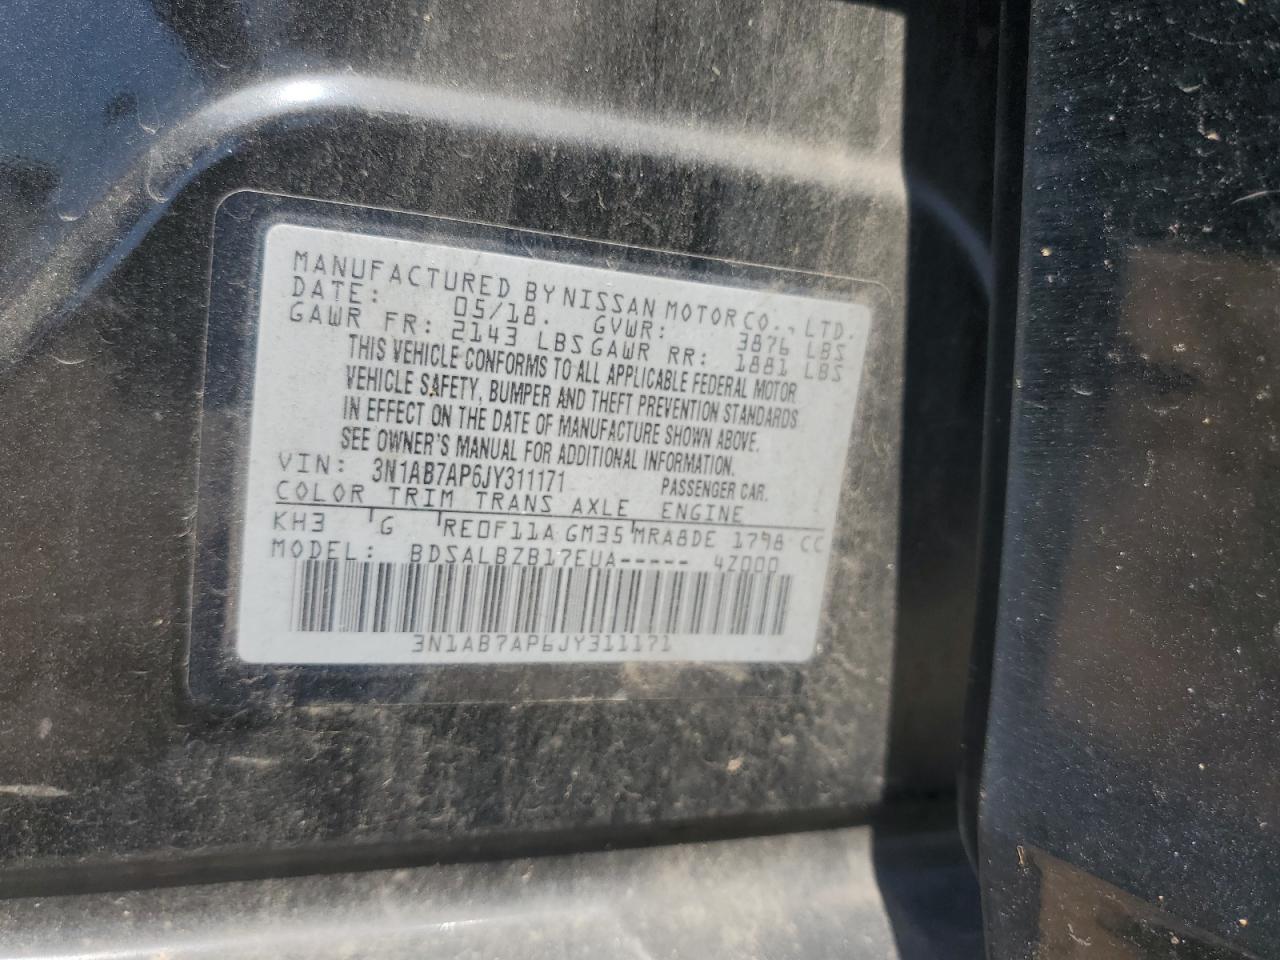 MANUFACTURED BY NISSAN MOTOR CO., LTD.
DATE: 05/18. GVWR: 3876 LBS
GAWR FR: 2143 LBS GAWR RR: 1881 LBS
THIS VEHICLE CONFORMS TO ALL APPLICABLE FEDERAL MOTOR
VEHICLE SAFETY, BUMPER AND THEFT PREVENTION STANDARDS
IN EFFECT ON THE DATE OF MANUFACTURE SHOWN ABOVE.
SEE OWNER'S MANUAL FOR ADDITIONAL INFORMATION.
VIN: 3N1AB7AP6JY311171 PASSENGER CAR.
COLOR TRIM TRANS AXLE ENGINE
KH3 G RE0F11A GM35 MRA8DE 1798 CC
MODEL: BDSALBZB17EUA----- 4Z000
3N1AB7AP6JY311171